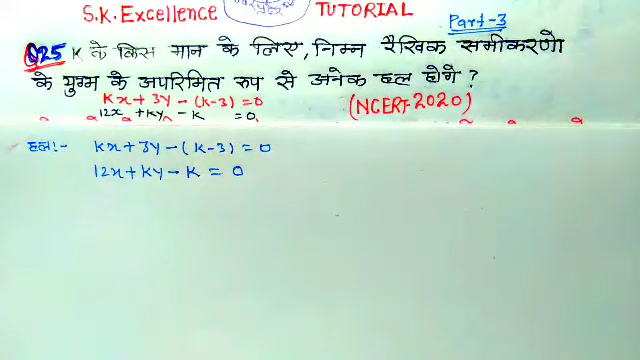 S.K. Excellence TUTORIAL
Part-3
Q25 K के किस मान के लिए, निम्न रैखिक समीकरणो
के युग्म के अपरिमित रुप से अनेक हल होंगे ?
Kx + 3y - (k-3) = 0 (NCERT-2020)
12x + ky - k = 0,
हल:- Kx + 3y - (k-3) = 0
12x + ky - k = 0